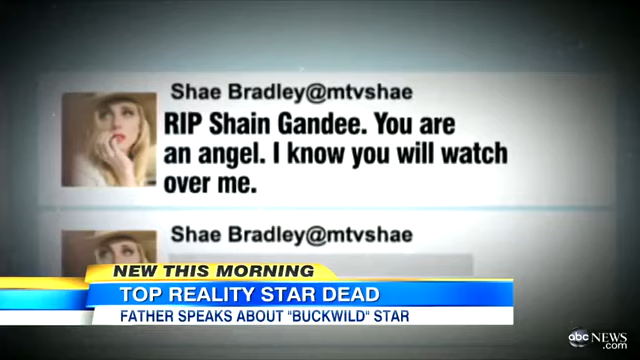 Shae Bradley@mtvshae
RIP Shain Gandee. You are
an angel. I know you will watch
over me.
Shae Bradley@mtvshae
NEW THIS MORNING
TOP REALITY STAR DEAD
FATHER SPEAKS ABOUT "BUCKWILD" STAR
abc NEWS
.com